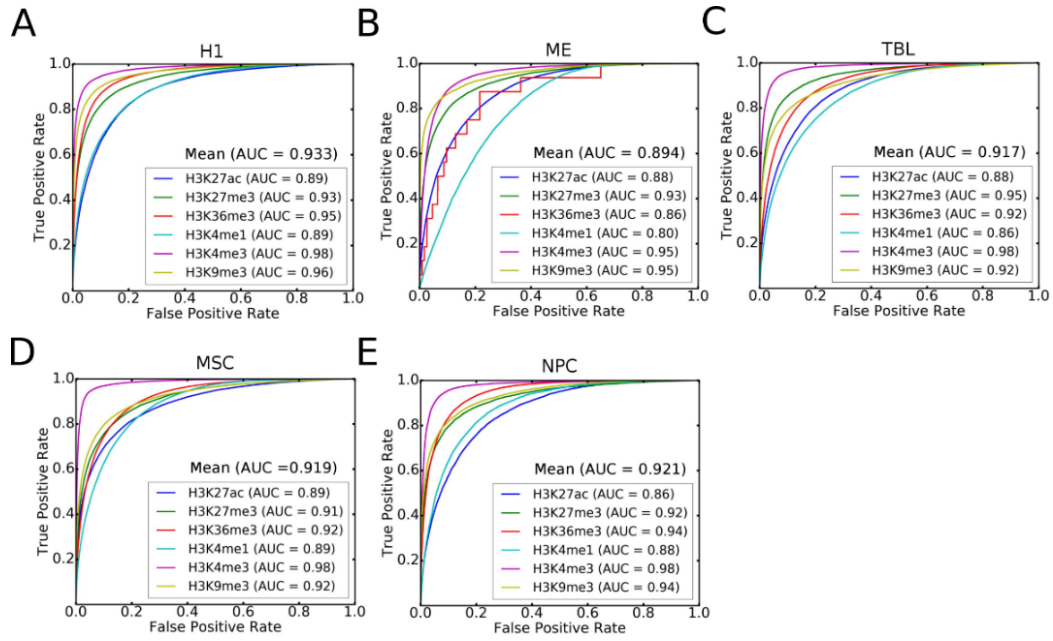 A
H1
True Positive Rate
1.0
0.8
0.6
0.4
0.2
Mean (AUC = 0.933)
H3K27ac (AUC = 0.89)
H3K27me3 (AUC = 0.93)
H3K36me3 (AUC = 0.95)
H3K4me1 (AUC = 0.89)
H3K4me3 (AUC = 0.98)
H3K9me3 (AUC = 0.96)
0.0 0.2 0.4 0.6 0.8 1.0
False Positive Rate
B
ME
True Positive Rate
1.0
0.8
0.6
0.4
0.2
Mean (AUC = 0.894)
H3K27ac (AUC = 0.88)
H3K27me3 (AUC = 0.93)
H3K36me3 (AUC = 0.86)
H3K4me1 (AUC = 0.80)
H3K4me3 (AUC = 0.95)
H3K9me3 (AUC = 0.95)
0.0 0.2 0.4 0.6 0.8 1.0
False Positive Rate
C
TBL
True Positive Rate
1.0
0.8
0.6
0.4
0.2
Mean (AUC = 0.917)
H3K27ac (AUC = 0.88)
H3K27me3 (AUC = 0.95)
H3K36me3 (AUC = 0.92)
H3K4me1 (AUC = 0.86)
H3K4me3 (AUC = 0.98)
H3K9me3 (AUC = 0.92)
0.0 0.2 0.4 0.6 0.8 1.0
False Positive Rate
D
MSC
True Positive Rate
1.0
0.8
0.6
0.4
0.2
Mean (AUC =0.919)
H3K27ac (AUC = 0.89)
H3K27me3 (AUC = 0.91)
H3K36me3 (AUC = 0.92)
H3K4me1 (AUC = 0.89)
H3K4me3 (AUC = 0.98)
H3K9me3 (AUC = 0.92)
0.0 0.2 0.4 0.6 0.8 1.0
False Positive Rate
E
NPC
True Positive Rate
1.0
0.8
0.6
0.4
0.2
Mean (AUC = 0.921)
H3K27ac (AUC = 0.86)
H3K27me3 (AUC = 0.92)
H3K36me3 (AUC = 0.94)
H3K4me1 (AUC = 0.88)
H3K4me3 (AUC = 0.98)
H3K9me3 (AUC = 0.94)
0.0 0.2 0.4 0.6 0.8 1.0
False Positive Rate